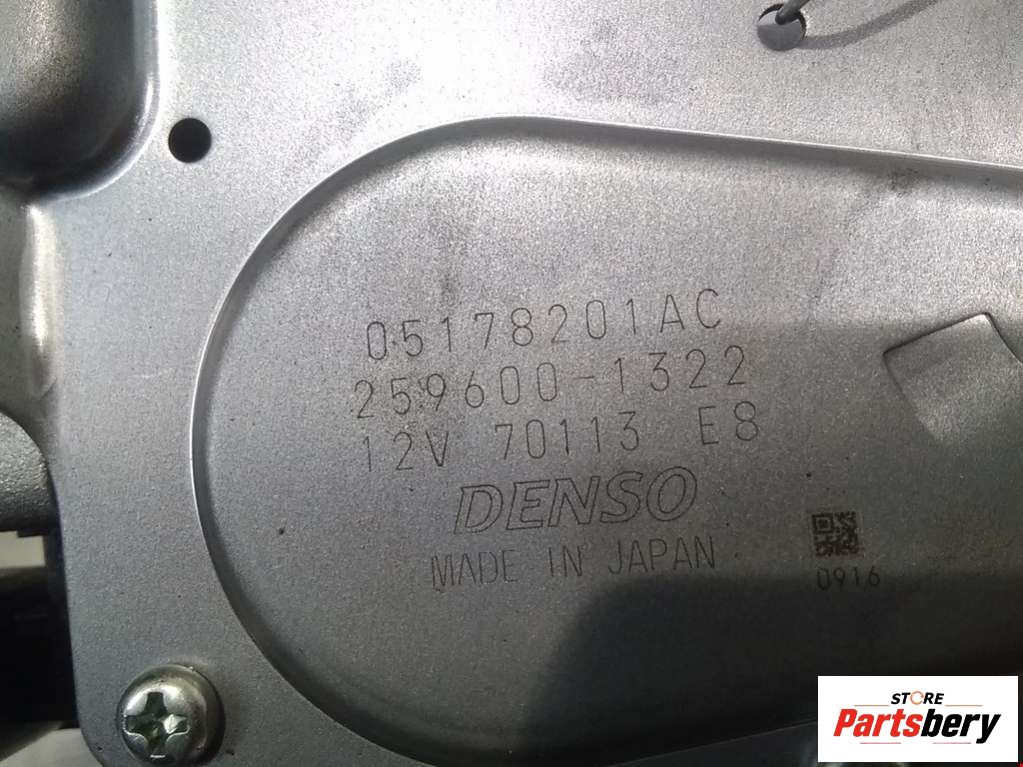 05178201AC
259600-1322
12V 70113 E8
DENSO
MADE IN JAPAN
0916
STORE
Partsbery